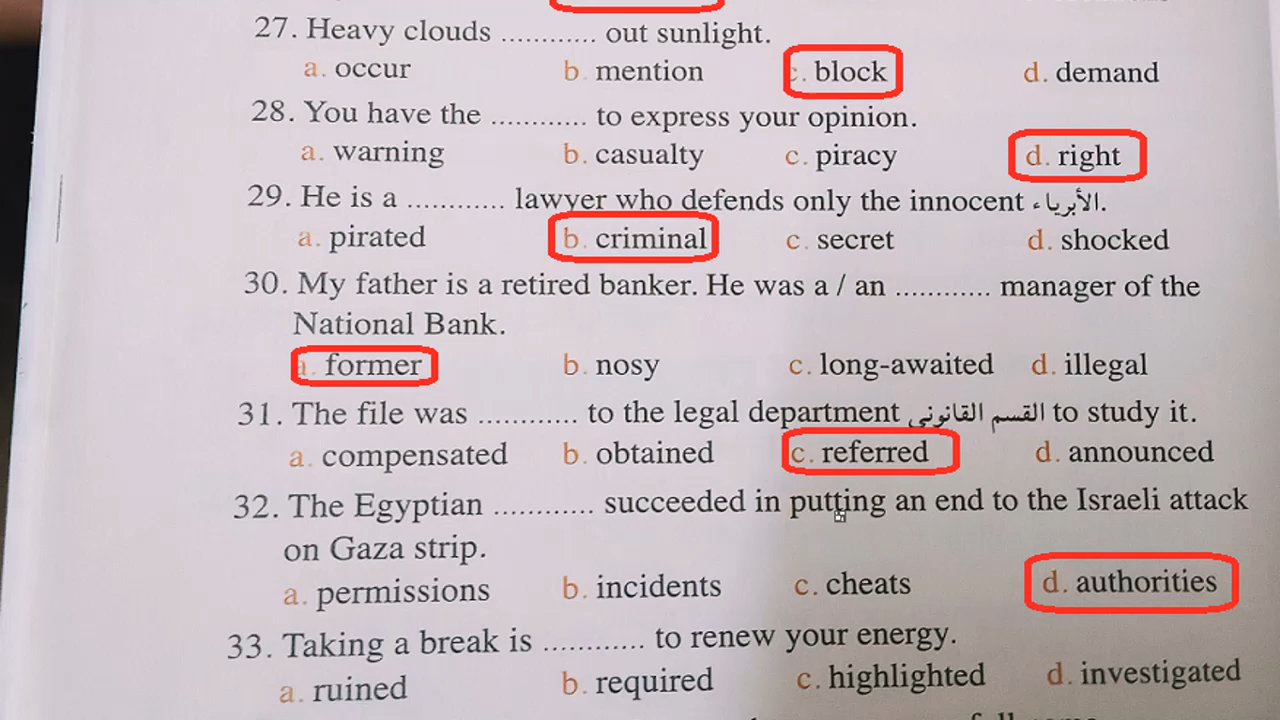 27. Heavy clouds ............ out sunlight.
a. occur b. mention c. block d. demand
28. You have the ............ to express your opinion.
a. warning b. casualty c. piracy d. right
29. He is a ............ lawyer who defends only the innocent الأبرياء.
a. pirated b. criminal c. secret d. shocked
30. My father is a retired banker. He was a / an ............ manager of the
National Bank.
a. former b. nosy c. long-awaited d. illegal
31. The file was ............ to the legal department القسم القانونى to study it.
a. compensated b. obtained c. referred d. announced
32. The Egyptian ............ succeeded in putting an end to the Israeli attack
on Gaza strip.
a. permissions b. incidents c. cheats d. authorities
33. Taking a break is ............ to renew your energy.
a. ruined b. required c. highlighted d. investigated